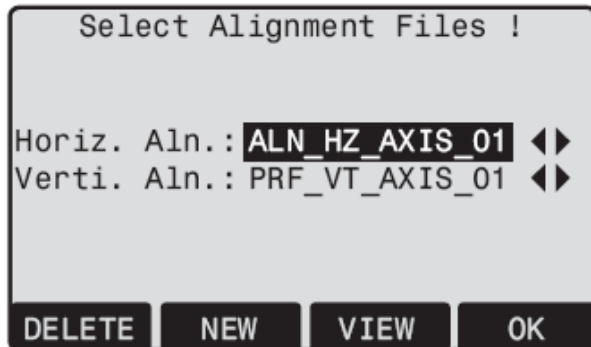 Select Alignment Files !
Horiz. Aln.: ALN_HZ_AXIS_01
Verti. Aln.: PRF_VT_AXIS_01
DELETE NEW VIEW OK